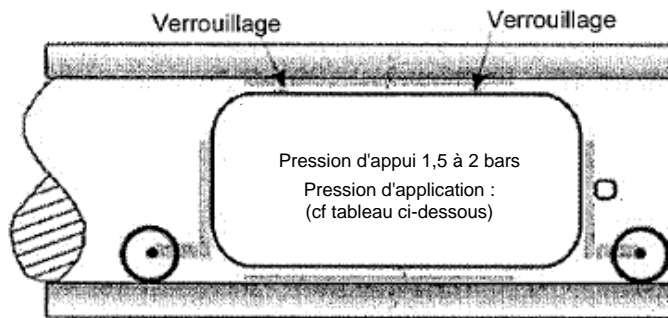 Verrouillage
Verrouillage
Pression d'appui 1,5 à 2 bars
Pression d'application :
(cf tableau ci-dessous)